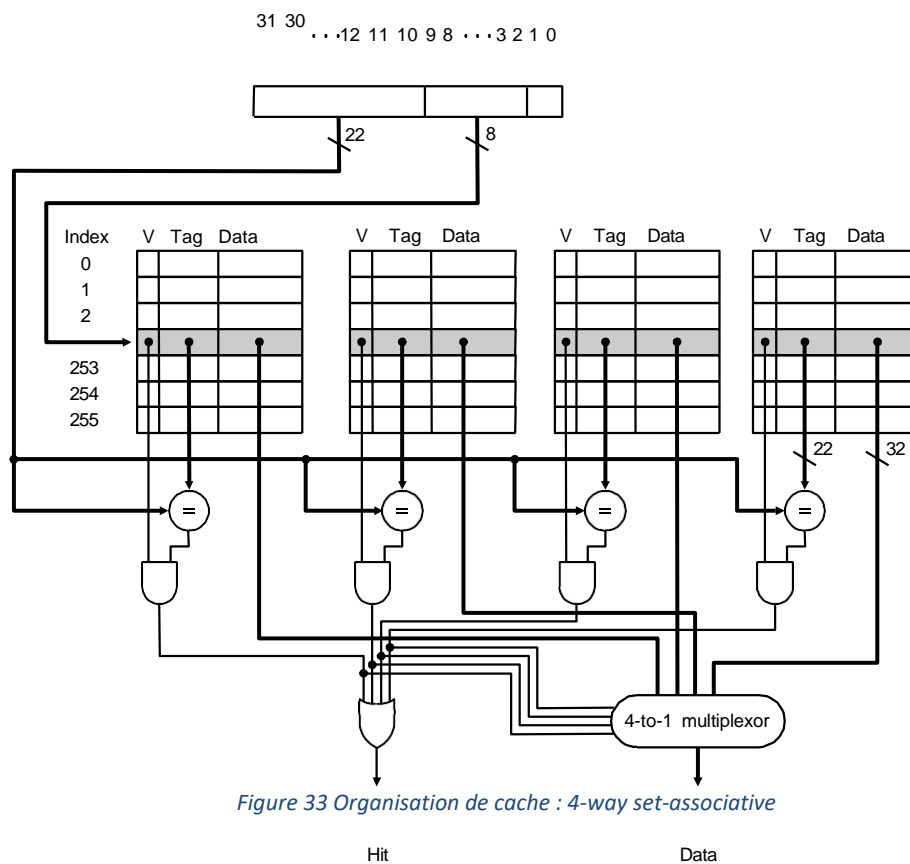 31 30
...12 11 10 9 8 ...3 2 1 0
22
8
Index
V Tag Data
V Tag Data
V Tag Data
V Tag Data
0
1
2
253
254
255
22
32
=
=
=
=
4-to-1 multiplexor
Figure 33 Organisation de cache : 4-way set-associative
Hit
Data